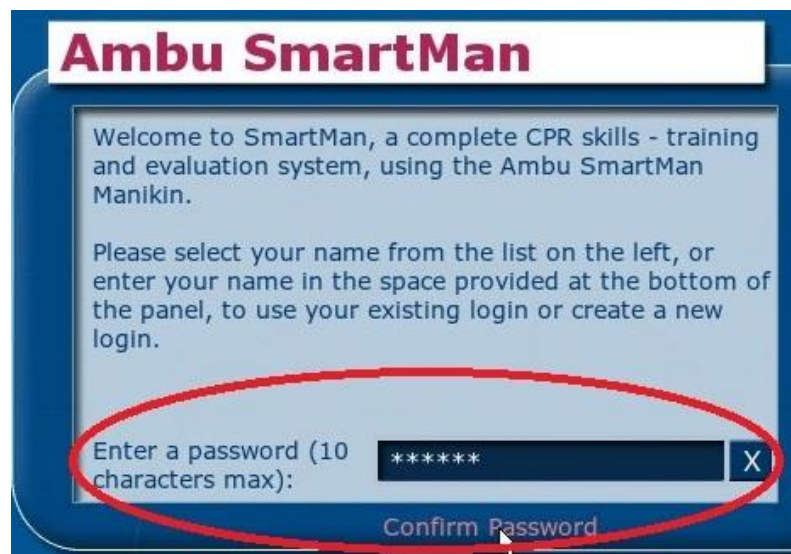 Ambu SmartMan
Welcome to SmartMan, a complete CPR skills - training
and evaluation system, using the Ambu SmartMan
Manikin.
Please select your name from the list on the left, or
enter your name in the space provided at the bottom of
the panel, to use your existing login or create a new
login.
Enter a password (10
characters max):
****** X
Confirm Password